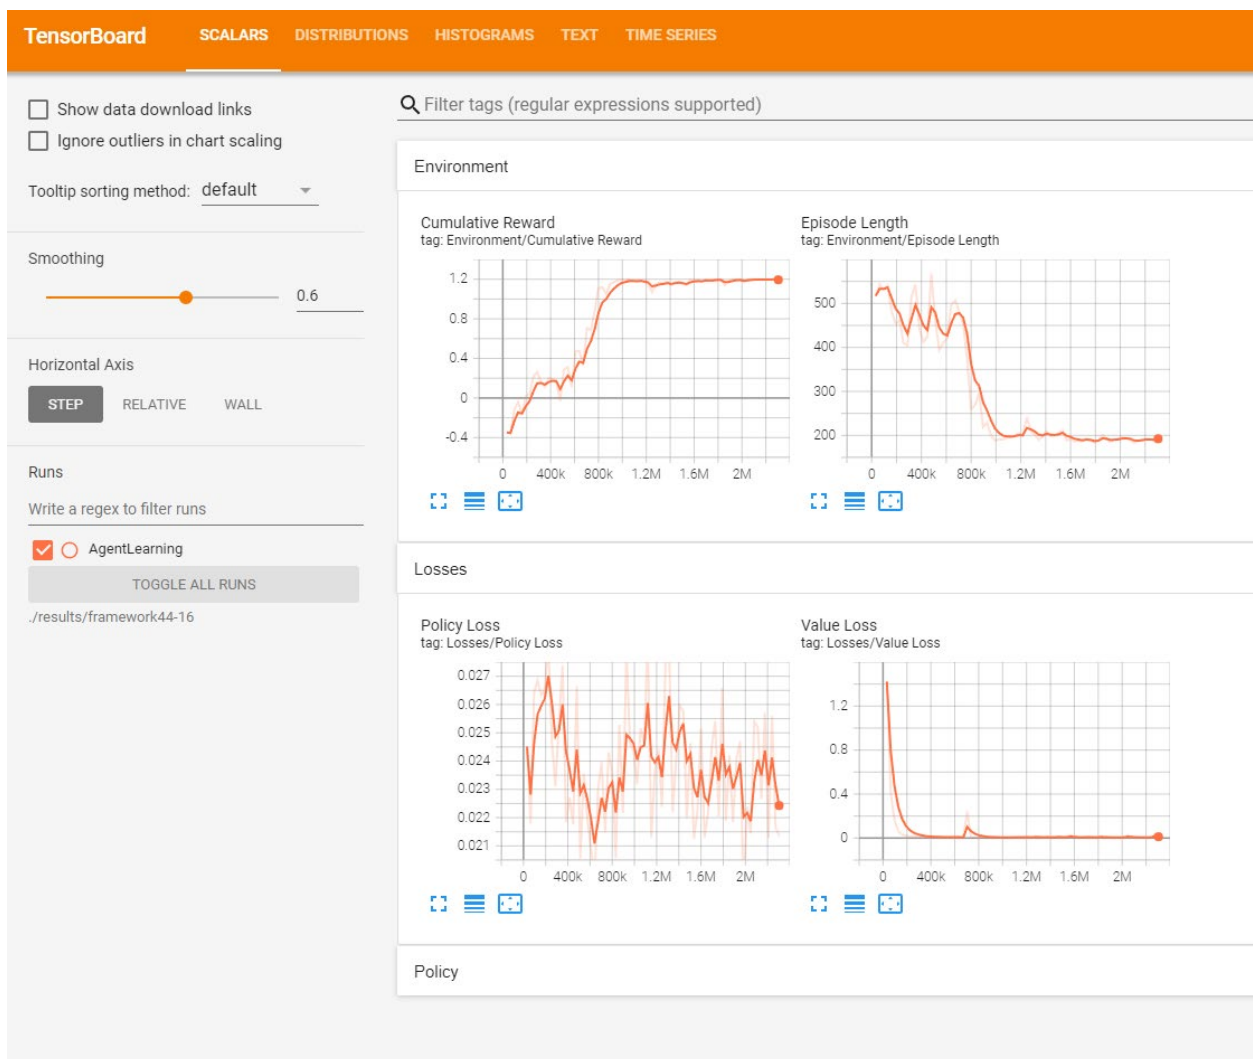 TensorBoard SCALARS DISTRIBUTIONS HISTOGRAMS TEXT TIME SERIES
Show data download links
Ignore outliers in chart scaling
Tooltip sorting method: default
Smoothing
0.6
Horizontal Axis
STEP RELATIVE WALL
Runs
Write a regex to filter runs
AgentLearning
TOGGLE ALL RUNS
./results/framework44-16
Filter tags (regular expressions supported)
Environment
Cumulative Reward
tag: Environment/Cumulative Reward
1.2
0.8
0.4
0
-0.4
0 400k 800k 1.2M 1.6M 2M
Episode Length
tag: Environment/Episode Length
500
400
300
200
0 400k 800k 1.2M 1.6M 2M
Losses
Policy Loss
tag: Losses/Policy Loss
0.027
0.026
0.025
0.024
0.023
0.022
0.021
0 400k 800k 1.2M 1.6M 2M
Value Loss
tag: Losses/Value Loss
1.2
0.8
0.4
0
0 400k 800k 1.2M 1.6M 2M
Policy